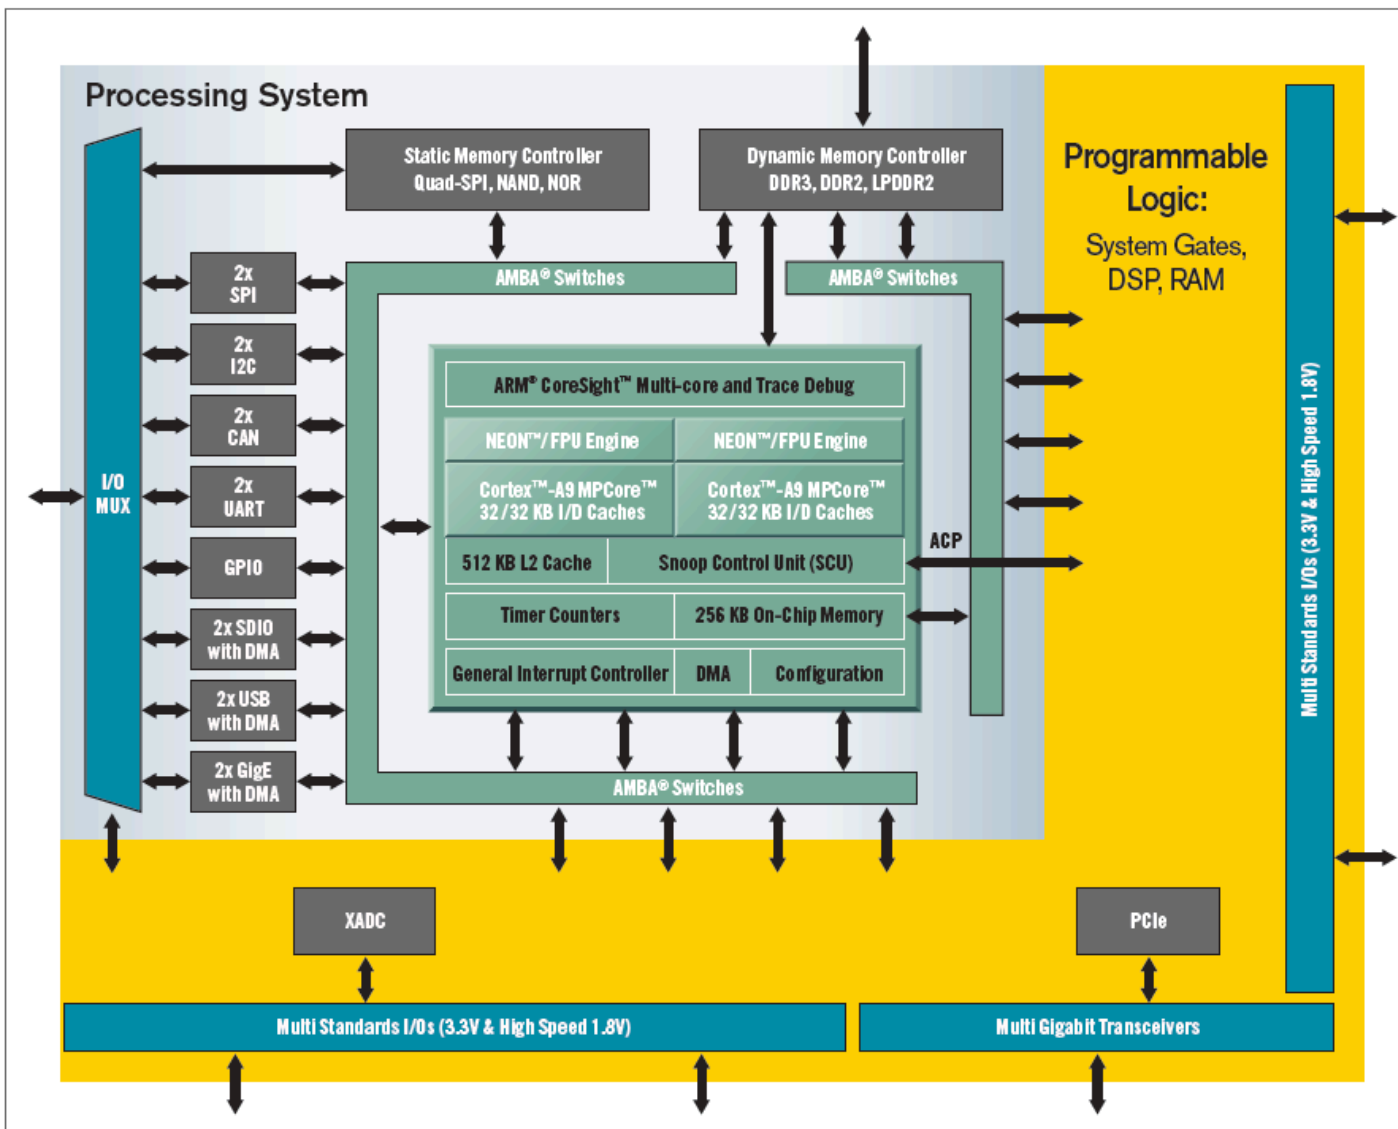 Processing System
Static Memory Controller
Quad-SPI, NAND, NOR
Dynamic Memory Controller
DDR3, DDR2, LPDDR2
Programmable
Logic:
System Gates,
DSP, RAM
AMBA® Switches
AMBA® Switches
2x
SPI
2x
I2C
2x
CAN
2x
UART
GPIO
2x SDIO
with DMA
2x USB
with DMA
2x GigE
with DMA
I/O
MUX
ARM® CoreSight™ Multi-core and Trace Debug
NEON™/FPU Engine
NEON™/FPU Engine
Cortex™-A9 MPCore™
32/32 KB I/D Caches
Cortex™-A9 MPCore™
32/32 KB I/D Caches
512 KB L2 Cache
Snoop Control Unit (SCU)
ACP
Timer Counters
256 KB On-Chip Memory
General Interrupt Controller
DMA
Configuration
AMBA® Switches
Multi Standards I/Os (3.3V & High Speed 1.8V)
XADC
PCIe
Multi Standards I/Os (3.3V & High Speed 1.8V)
Multi Gigabit Transceivers